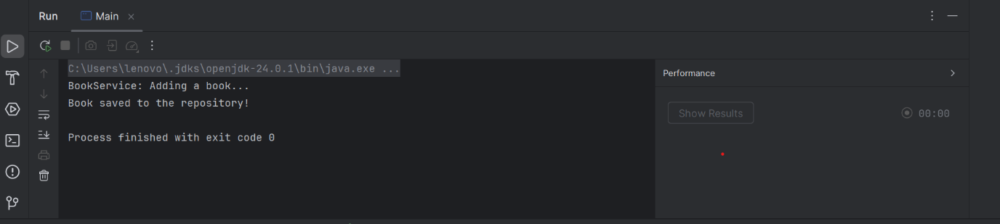 Run
Main
C:\Users\lenovo\.jdks\openjdk-24.0.1\bin\java.exe ...
BookService: Adding a book...
Book saved to the repository!
Process finished with exit code 0
Performance
Show Results
00:00